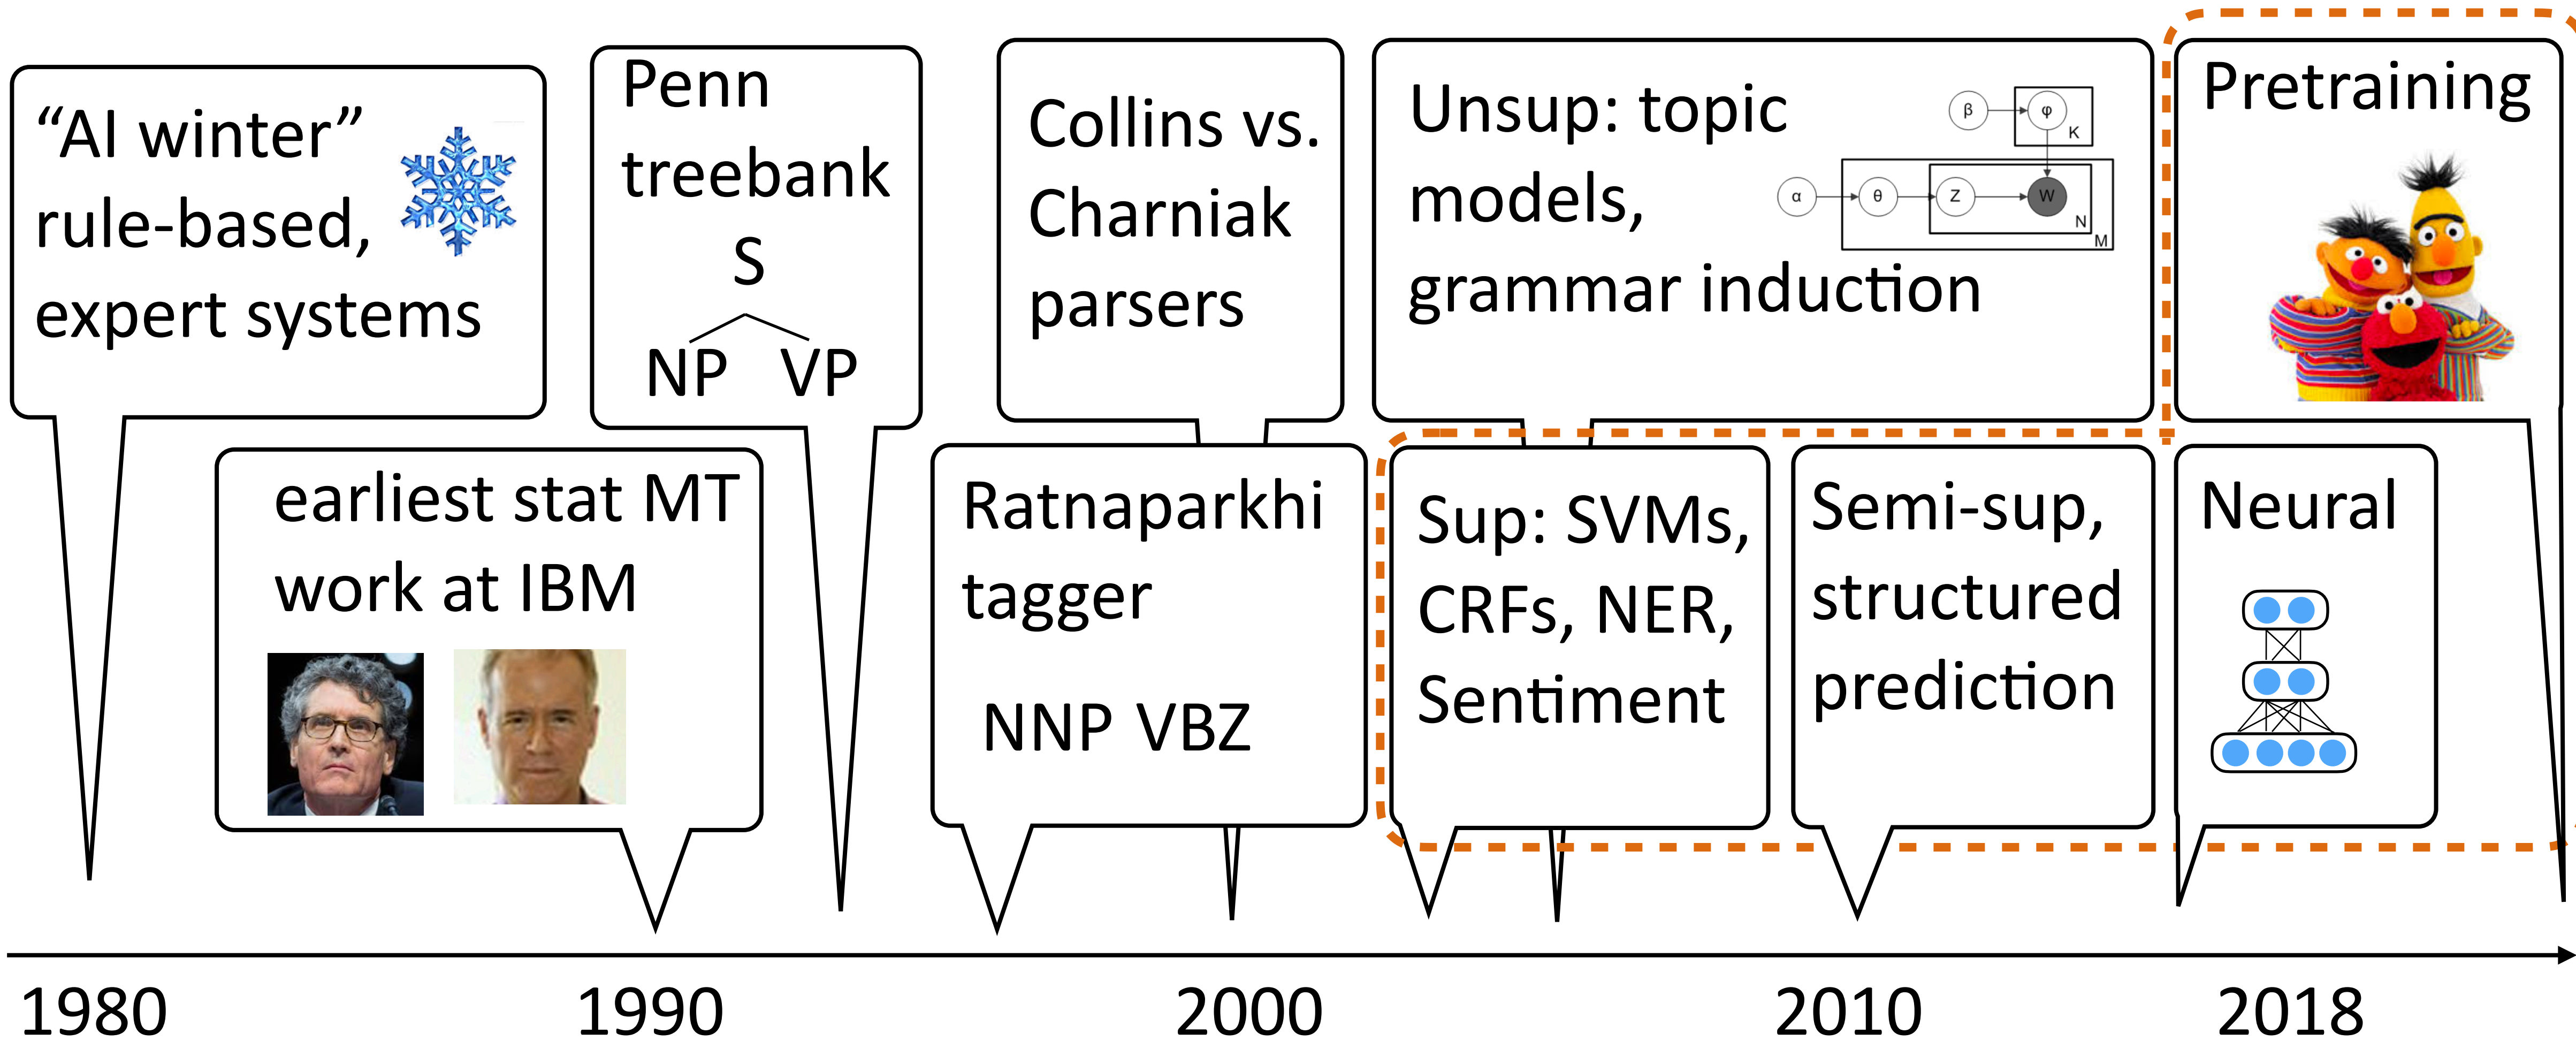 “AI winter”
rule-based,
expert systems
earliest stat MT
work at IBM
Penn
treebank
S
NP VP
Collins vs.
Charniak
parsers
Ratnaparkhi
tagger
NNP VBZ
Unsup: topic
models,
grammar induction
β φ
K
α θ Z W
N
M
Sup: SVMs,
CRFs, NER,
Sentiment
Semi-sup,
structured
prediction
Pretraining
Neural
1980 1990 2000 2010 2018